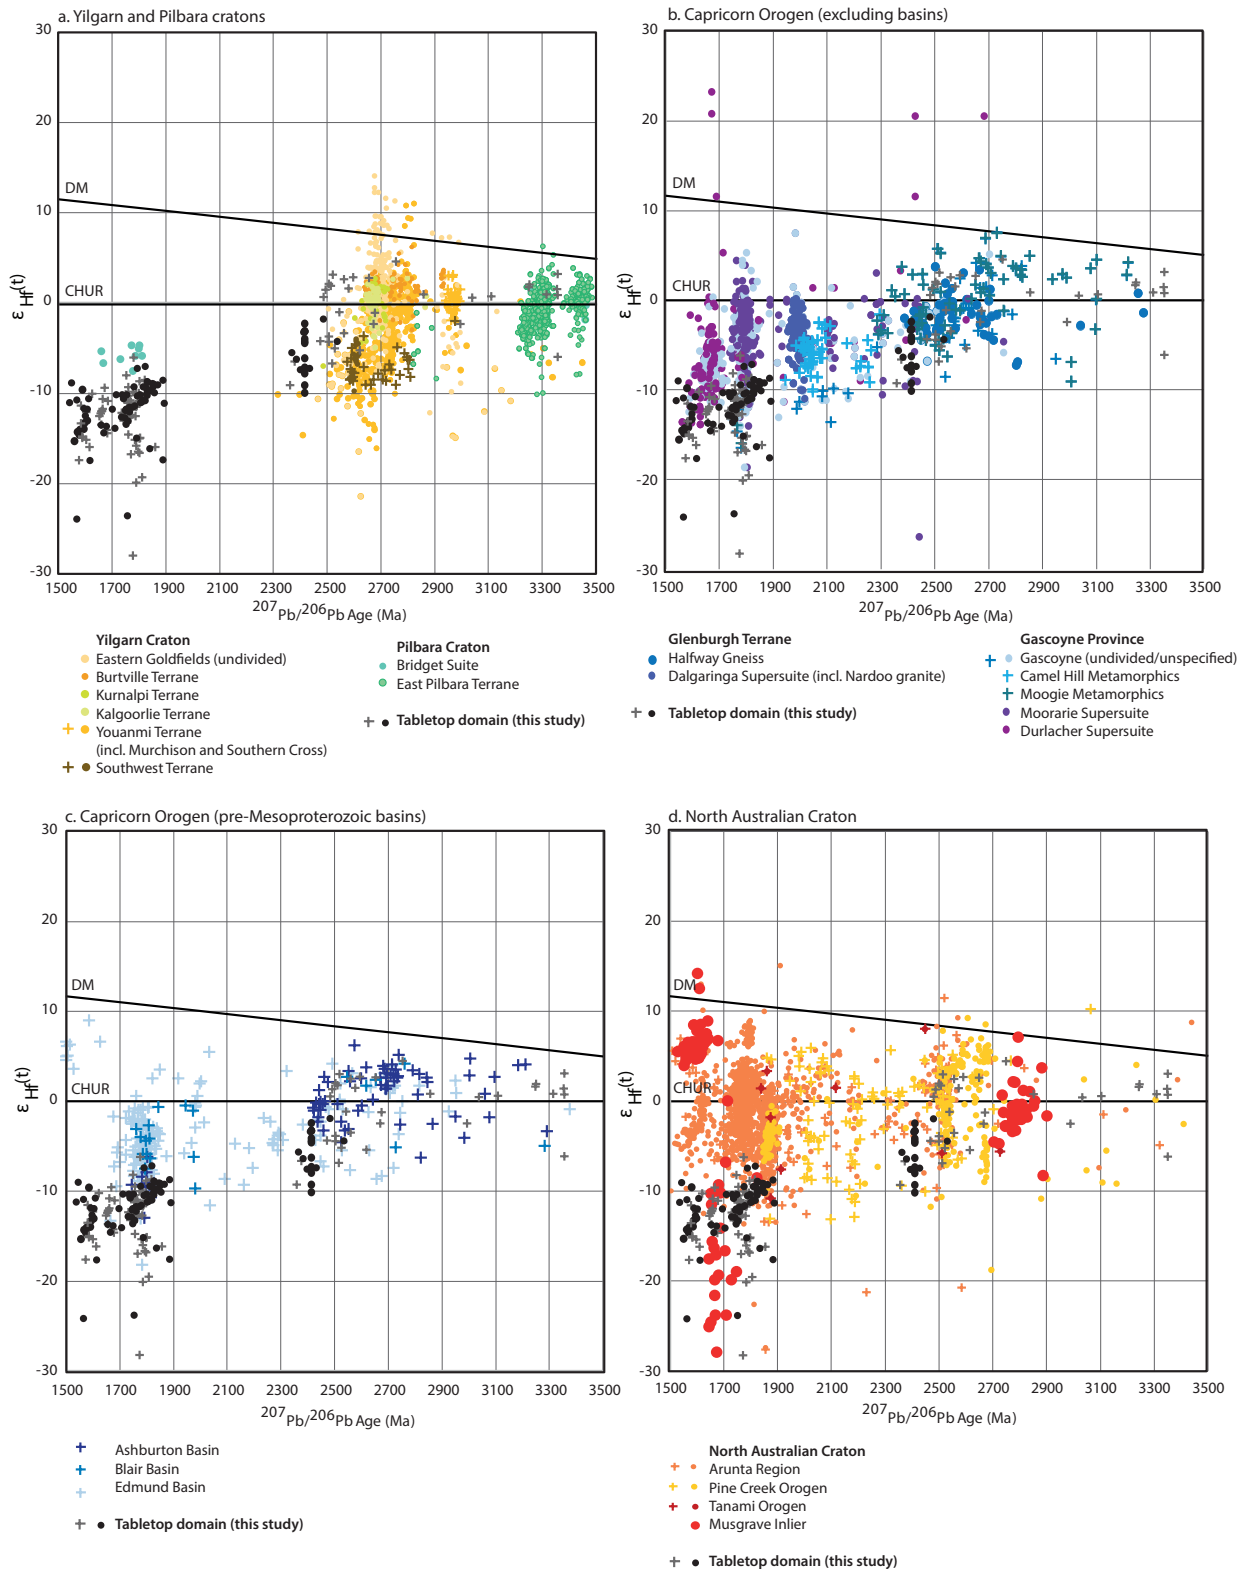 a. Yilgarn and Pilbara cratons
30
20
10
0
-10
-20
-30
DM
CHUR
ε Hf(t)
1500 1700 1900 2100 2300 2500 2700 2900 3100 3300 3500
207Pb/206Pb Age (Ma)
Yilgarn Craton
Eastern Goldfields (undivided)
Burtville Terrane
Kurnalpi Terrane
Kalgoorlie Terrane
Youanmi Terrane
(incl. Murchison and Southern Cross)
Southwest Terrane
Pilbara Craton
Bridget Suite
East Pilbara Terrane
Tabletop domain (this study)
b. Capricorn Orogen (excluding basins)
30
20
10
0
-10
-20
-30
DM
CHUR
ε Hf(t)
1500 1700 1900 2100 2300 2500 2700 2900 3100 3300 3500
207Pb/206Pb Age (Ma)
Glenburgh Terrane
Halfway Gneiss
Dalgaringa Supersuite (incl. Nardoo granite)
Tabletop domain (this study)
Gascoyne Province
Gascoyne (undivided/unspecified)
Camel Hill Metamorphics
Moogie Metamorphics
Moorarie Supersuite
Durlacher Supersuite
c. Capricorn Orogen (pre-Mesoproterozoic basins)
30
20
10
0
-10
-20
-30
DM
CHUR
ε Hf(t)
1500 1700 1900 2100 2300 2500 2700 2900 3100 3300 3500
207Pb/206Pb Age (Ma)
Ashburton Basin
Blair Basin
Edmund Basin
Tabletop domain (this study)
d. North Australian Craton
30
20
10
0
-10
-20
-30
DM
CHUR
ε Hf(t)
1500 1700 1900 2100 2300 2500 2700 2900 3100 3300 3500
207Pb/206Pb Age (Ma)
North Australian Craton
Arunta Region
Pine Creek Orogen
Tanami Orogen
Musgrave Inlier
Tabletop domain (this study)